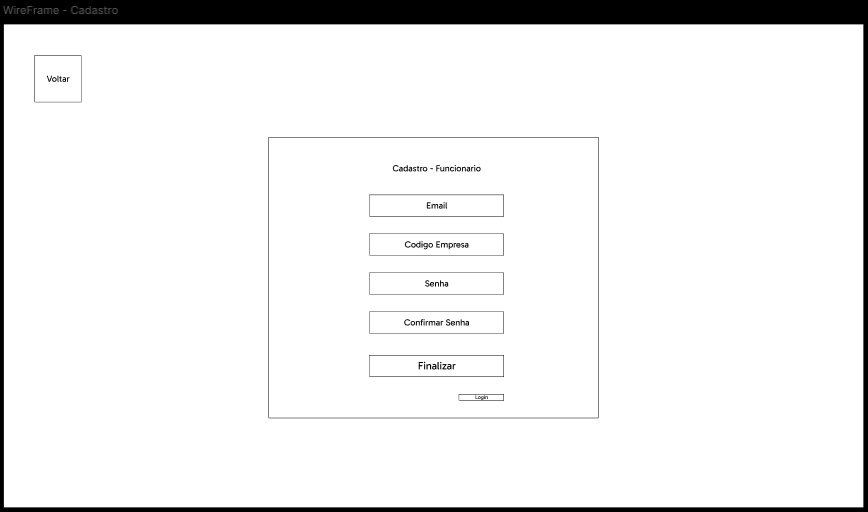 WireFrame - Cadastro
Voltar
Cadastro - Funcionario
Email
Codigo Empresa
Senha
Confirmar Senha
Finalizar
Login